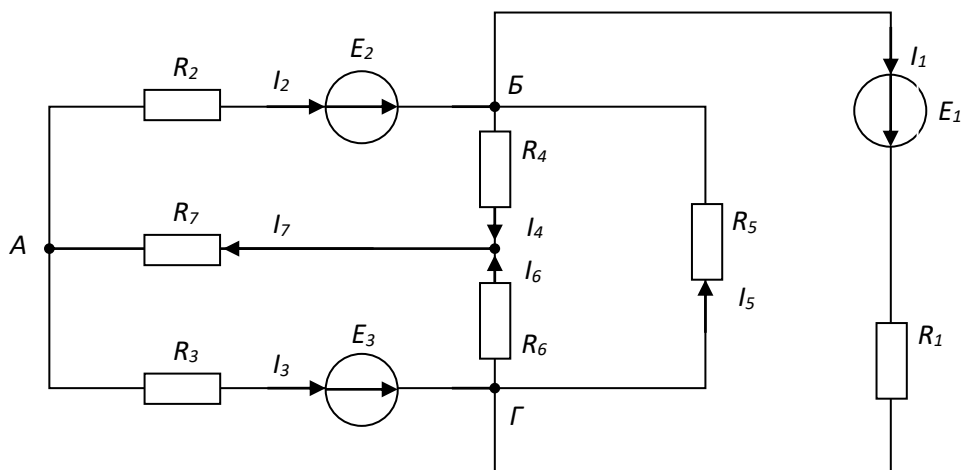 I₁
E₂
R₂
I₂
Б
E₁
R₄
R₇
I₇
I₄
R₅
А
I₆
I₅
E₃
R₃
I₃
R₆
R₁
Г